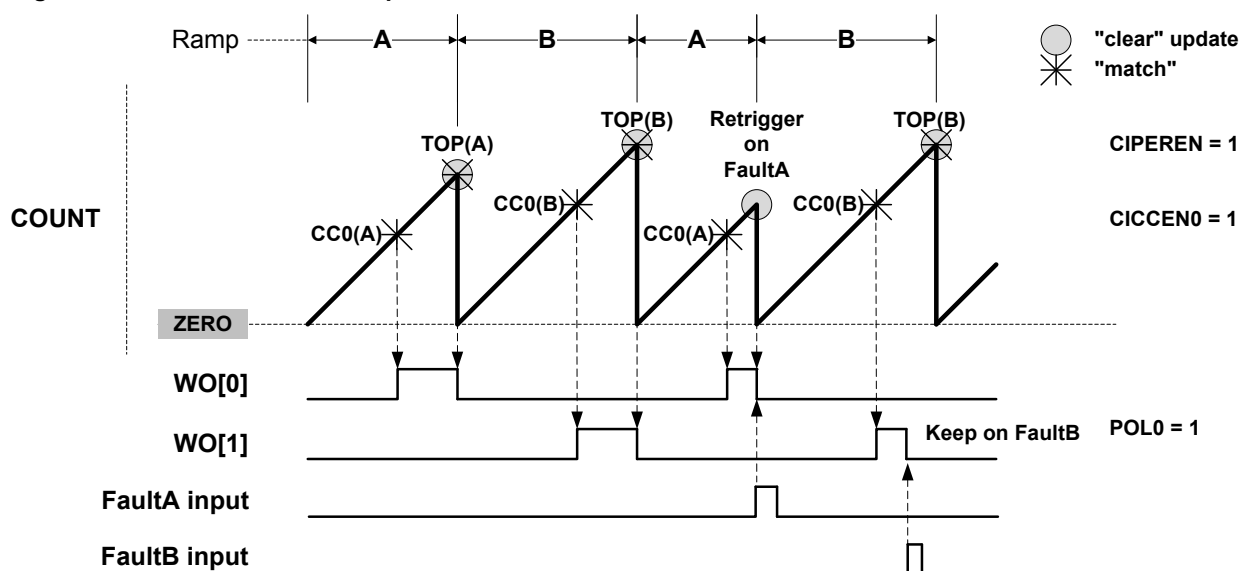 Ramp A B A B
"clear" update
"match"
TOP(A)
TOP(B)
Retrigger
on
FaultA
TOP(B)
CIPEREN = 1
COUNT
CC0(A)
CC0(B)
CC0(A)
CC0(B)
CICCEN0 = 1
ZERO
WO[0]
WO[1]
Keep on FaultB
POL0 = 1
FaultA input
FaultB input